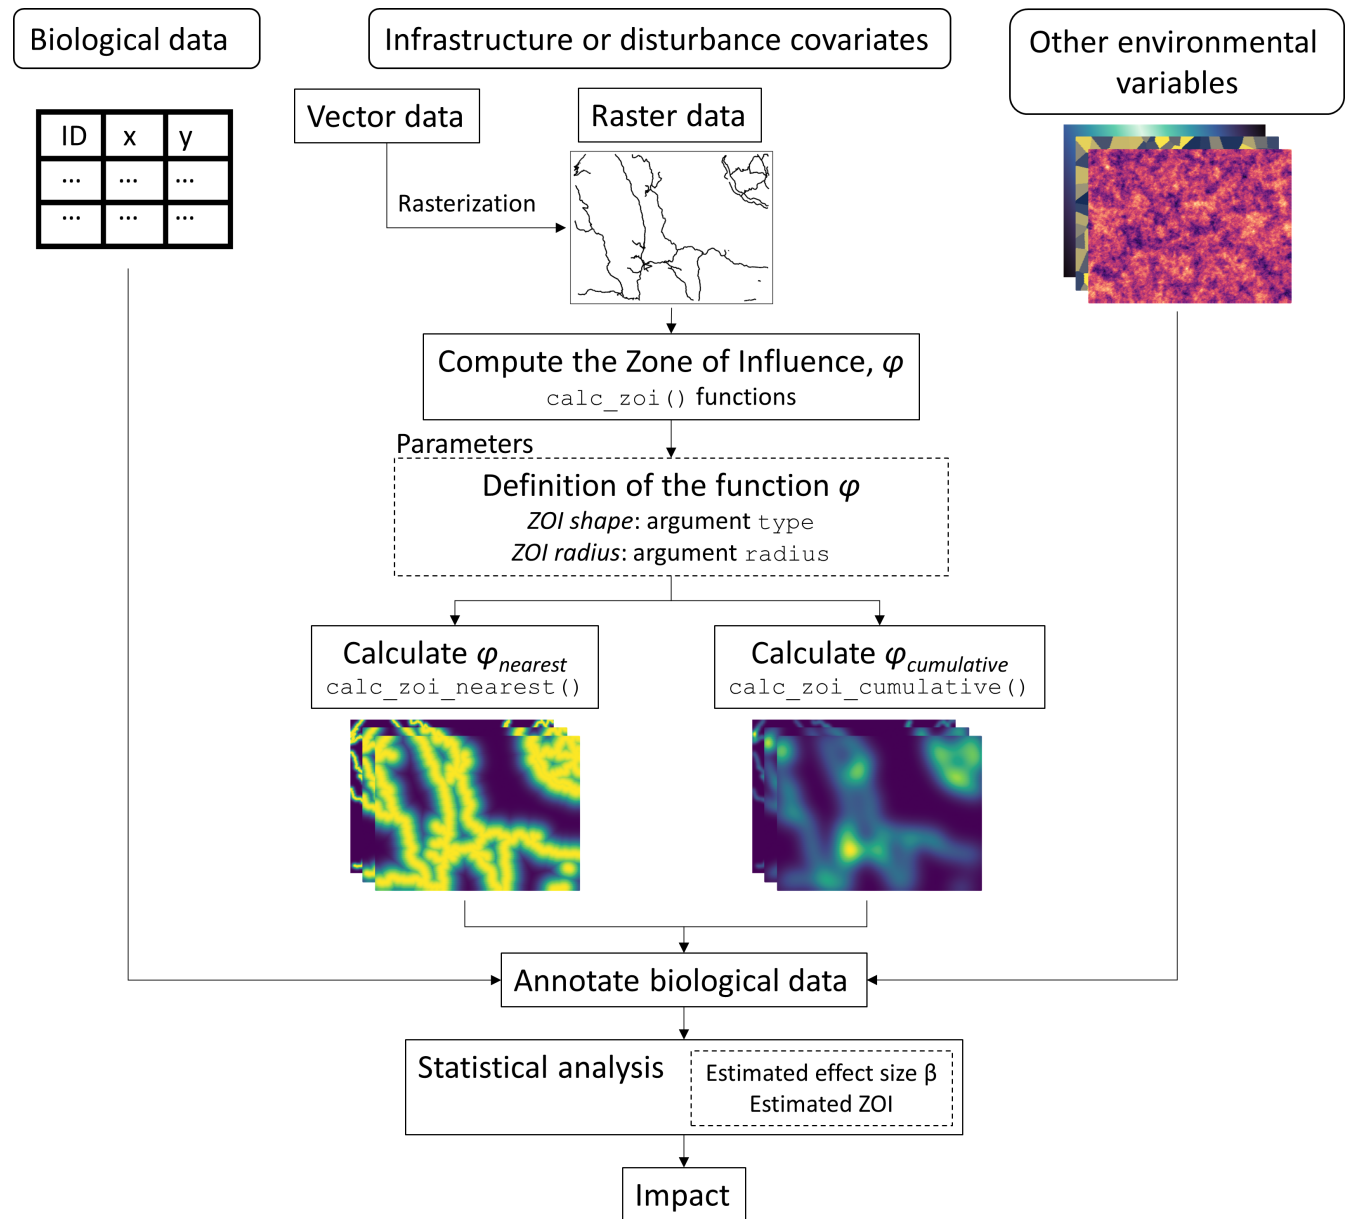 Biological data
Infrastructure or disturbance covariates
Other environmental
variables
ID x y
... ... ...
... ... ...
Vector data
Raster data
Rasterization
Compute the Zone of Influence, φ
calc_zoi() functions
Parameters
Definition of the function φ
ZOI shape: argument type
ZOI radius: argument radius
Calculate φnearest
calc_zoi_nearest()
Calculate φcumulative
calc_zoi_cumulative()
Annotate biological data
Statistical analysis
Estimated effect size β
Estimated ZOI
Impact